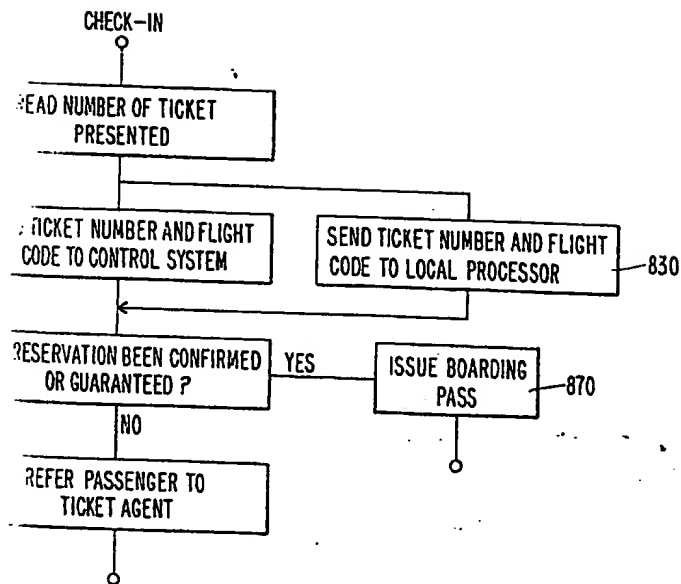 CHECK-IN
NUMBER OF TICKET
PRESENTED
TICKET NUMBER AND FLIGHT
CODE TO CONTROL SYSTEM
SEND TICKET NUMBER AND FLIGHT
CODE TO LOCAL PROCESSOR
830
RESERVATION BEEN CONFIRMED
OR GUARANTEED ?
YES
ISSUE BOARDING
PASS
870
NO
REFER PASSENGER TO
TICKET AGENT